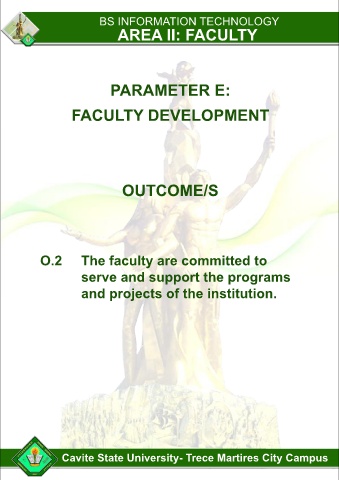 BS INFORMATION TECHNOLOGY
AREA II: FACULTY
PARAMETER E:
FACULTY DEVELOPMENT
OUTCOME/S
O.2 The faculty are committed to
serve and support the programs
and projects of the institution.
Cavite State University- Trece Martires City Campus